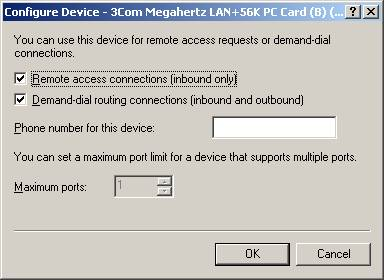 Configure Device - 3Com Megahertz LAN+56K PC Card (B) (...
You can use this device for remote access requests or demand-dial
connections.
Remote access connections (inbound only)
Demand-dial routing connections (inbound and outbound)
Phone number for this device:
You can set a maximum port limit for a device that supports multiple ports.
Maximum ports: 1
OK Cancel